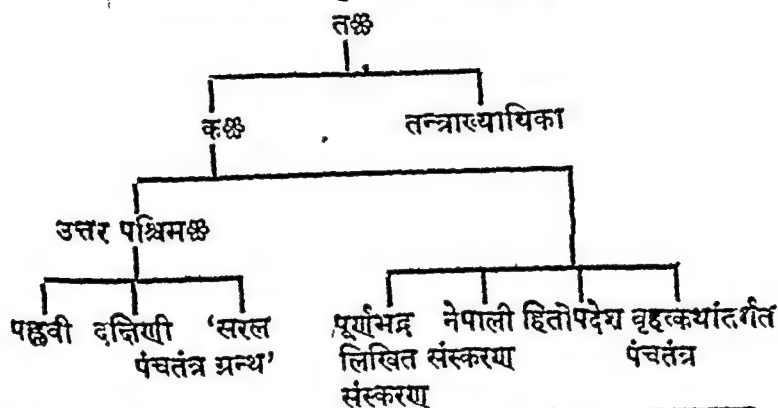 त❀
क❀ तन्त्राख्यायिका
उत्तर पश्चिम❀
पह्लवी दक्षिणी 'सरल पूर्णभद्र नेपाली हितोपदेश वृहत्कथांतर्गत
पंचतंत्र ग्रन्थ' लिखित संस्करण पंचतंत्र
संस्करण